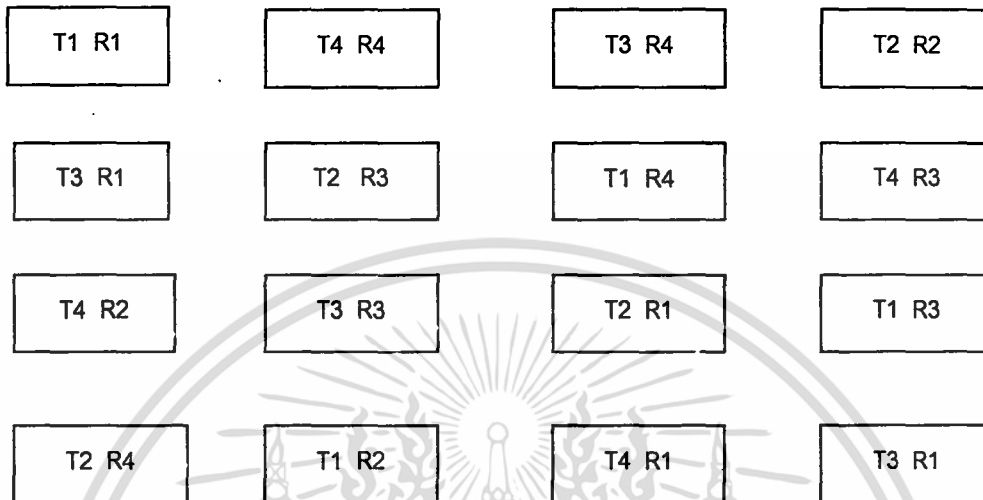 T1 R1 T4 R4 T3 R4 T2 R2
T3 R1 T2 R3 T1 R4 T4 R3
T4 R2 T3 R3 T2 R1 T1 R3
T2 R4 T1 R2 T4 R1 T3 R1